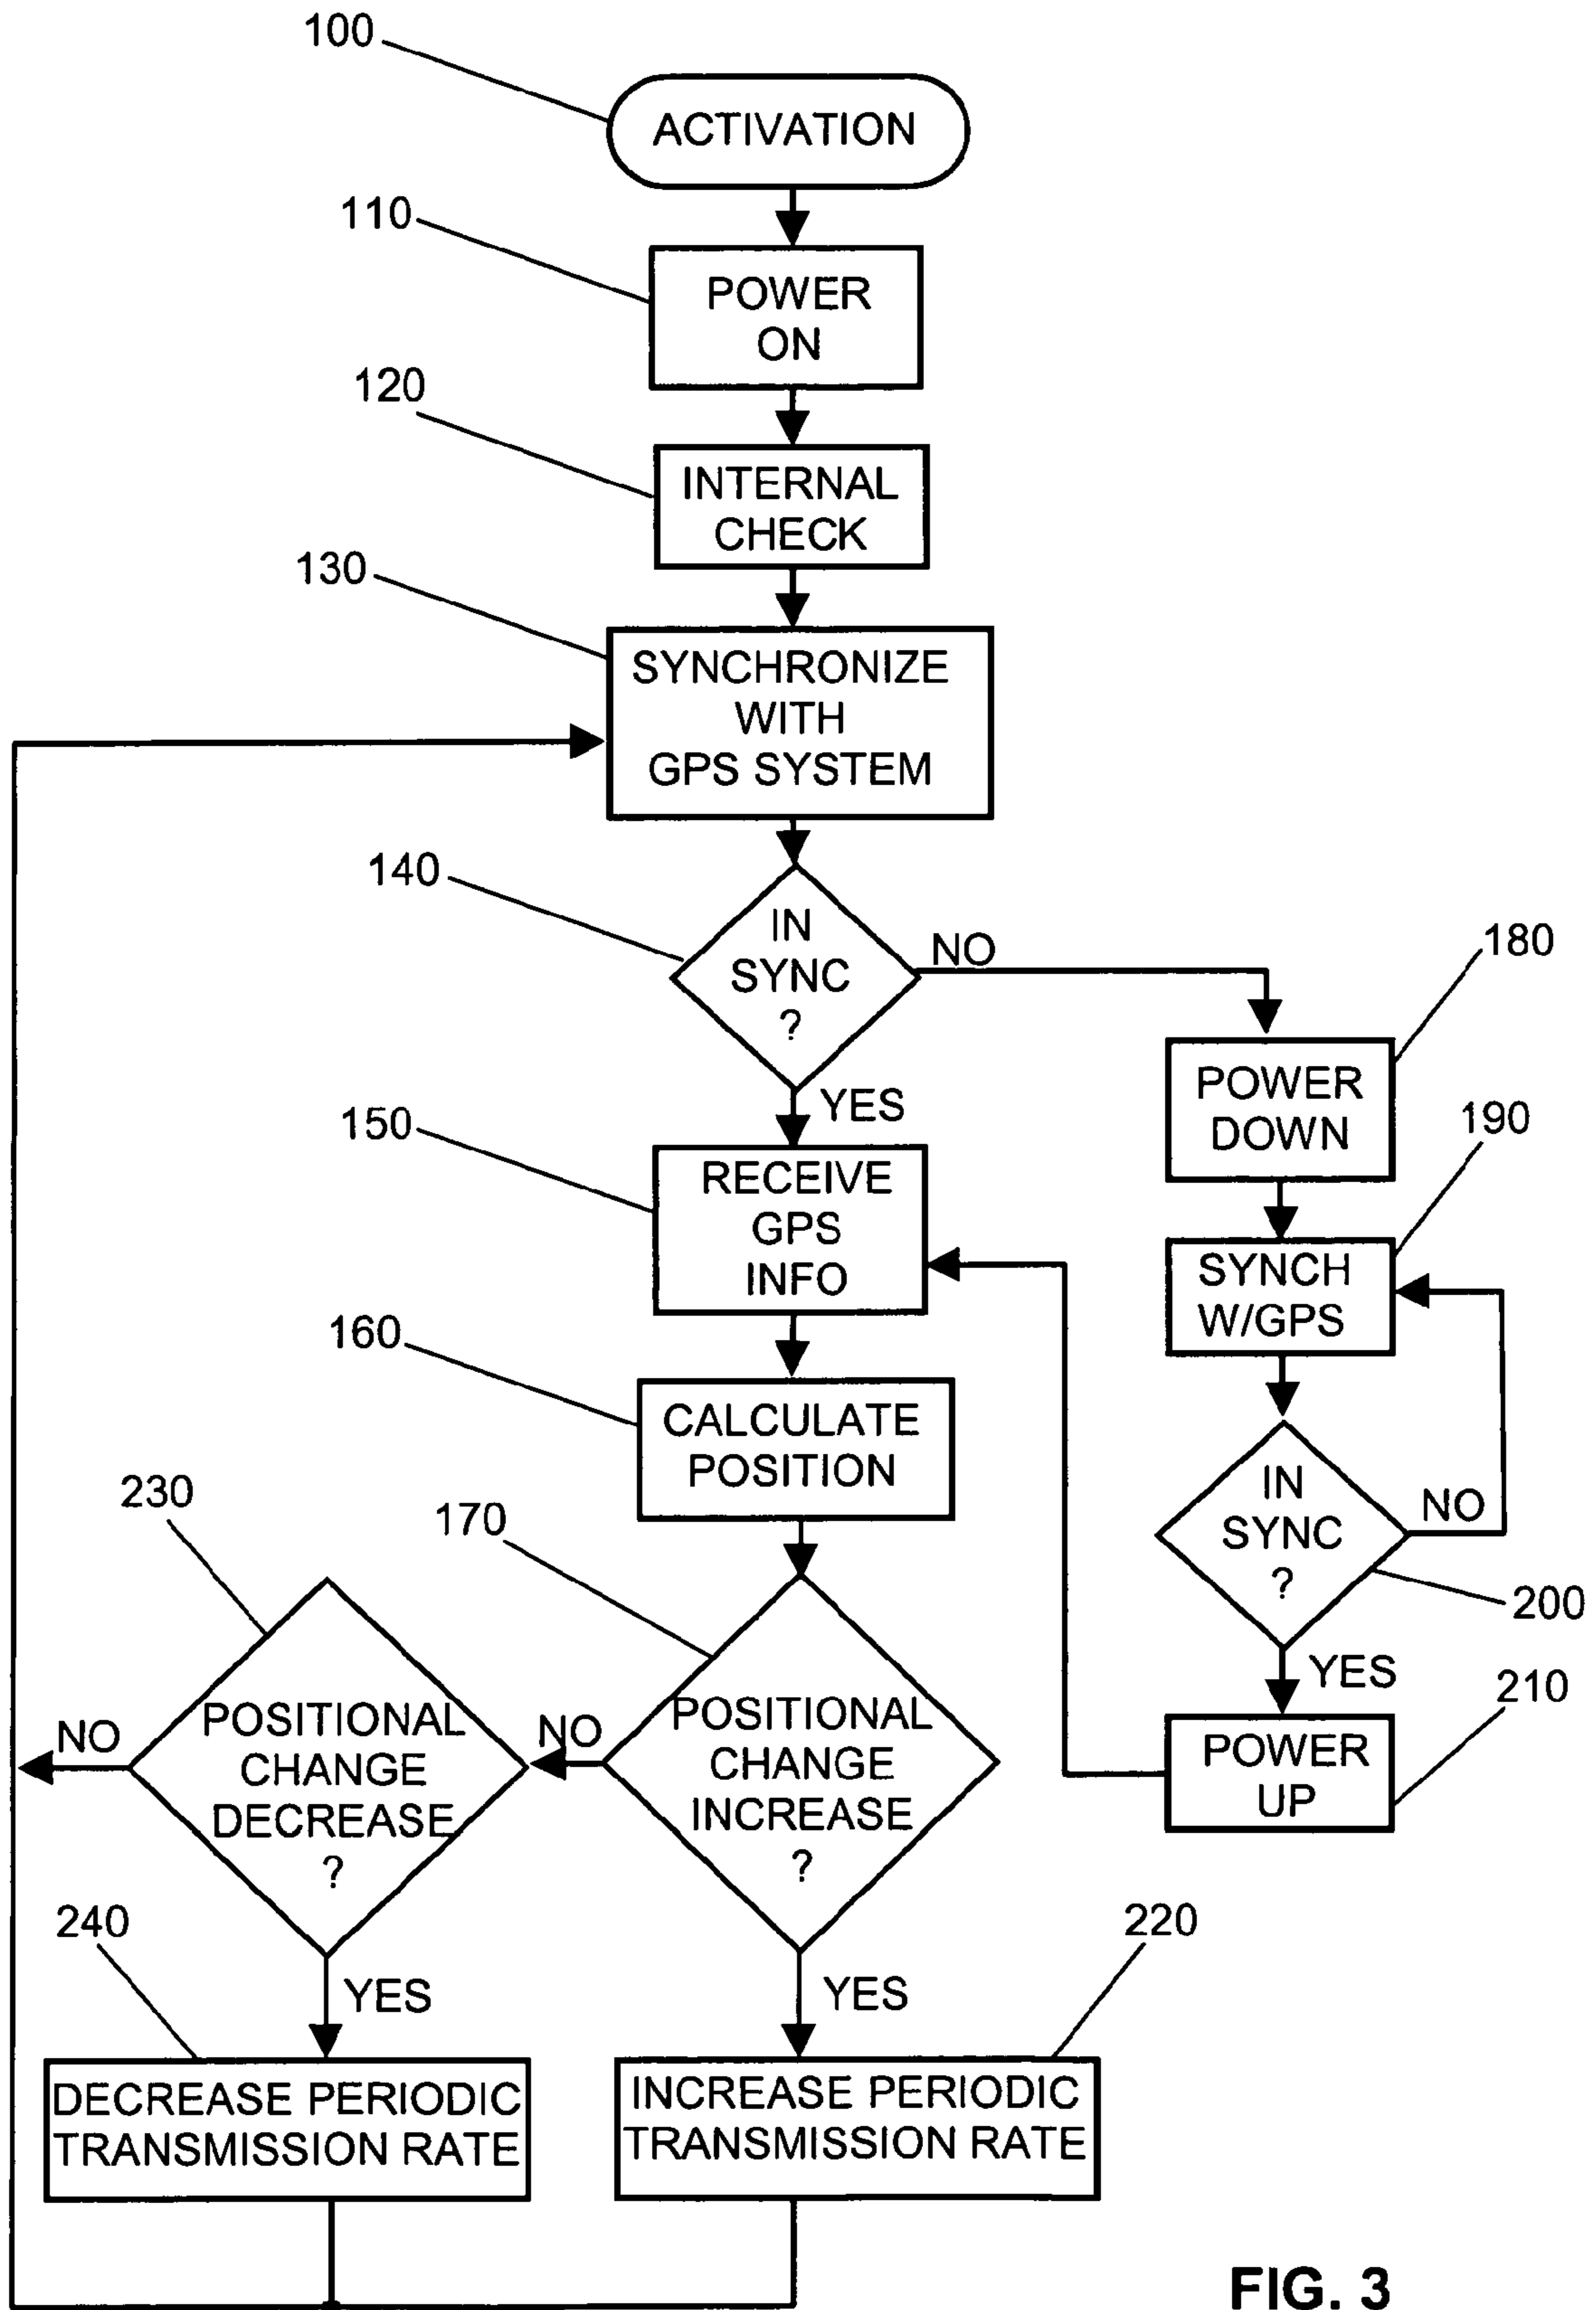 100
ACTIVATION
110
POWER
ON
120
INTERNAL
CHECK
130
SYNCHRONIZE
WITH
GPS SYSTEM
140
IN
SYNC
?
NO
YES
180
POWER
DOWN
150
RECEIVE
GPS
INFO
190
SYNCH
W/GPS
160
CALCULATE
POSITION
IN
SYNC
?
NO
200
YES
210
POWER
UP
170
POSITIONAL
CHANGE
INCREASE
?
NO
YES
230
POSITIONAL
CHANGE
DECREASE
?
NO
YES
240
DECREASE PERIODIC
TRANSMISSION RATE
220
INCREASE PERIODIC
TRANSMISSION RATE
FIG. 3